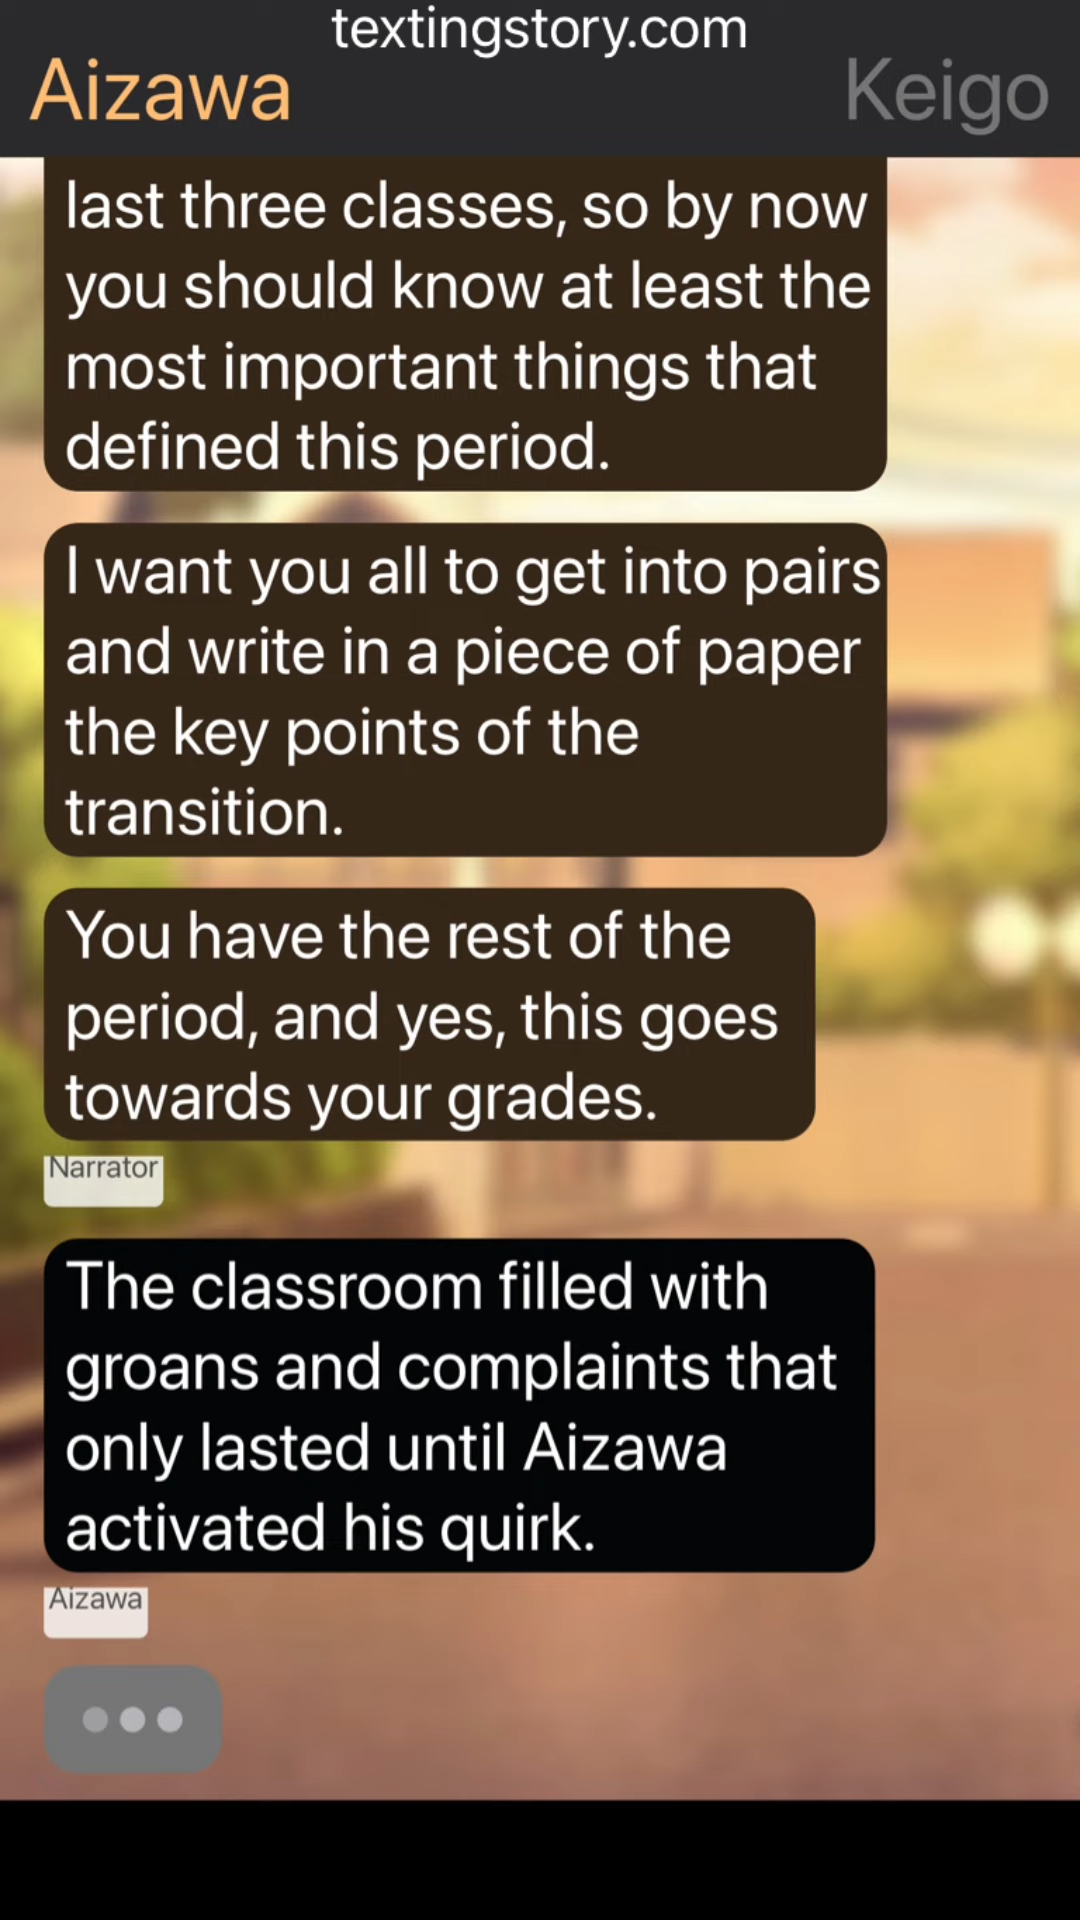 textingstory.com
Aizawa
Keigo
last three classes, so by now
you should know at least the
most important things that
defined this period.
I want you all to get into pairs
and write in a piece of paper
the key points of the
transition.
You have the rest of the
period, and yes, this goes
towards your grades.
Narrator
The classroom filled with
groans and complaints that
only lasted until Aizawa
activated his quirk.
Aizawa